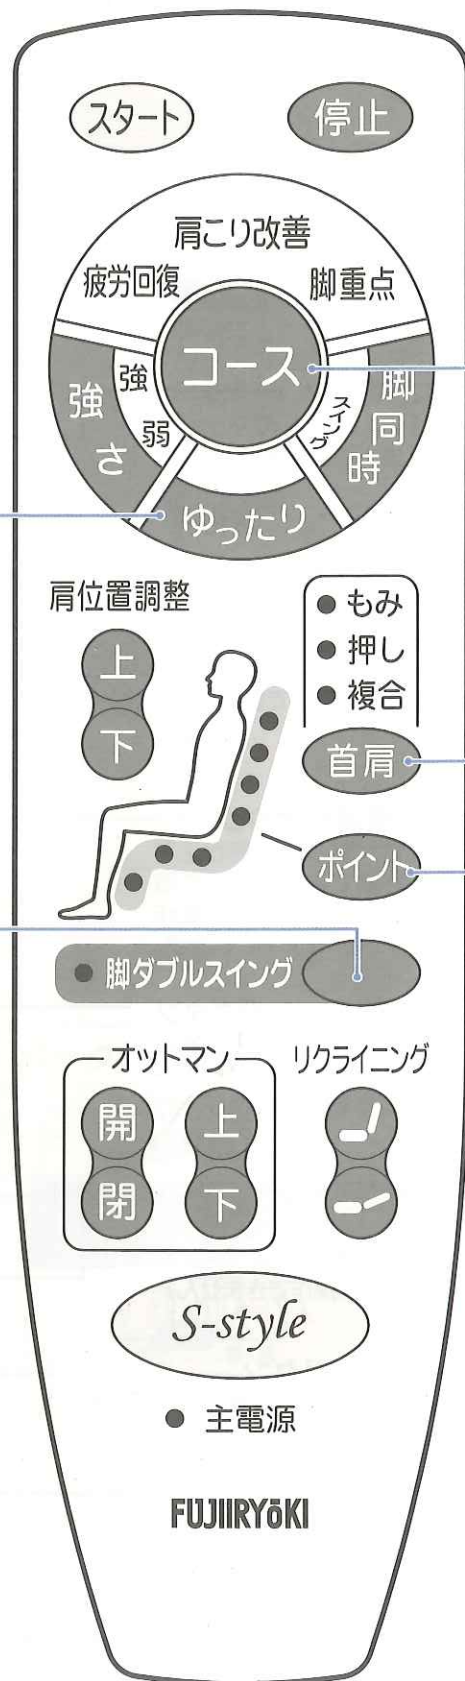 スタート
停止
肩こり改善
疲労回復
脚重点
コース
強さ
強
弱
スイング
脚同時
ゆったり
肩位置調整
上
下
もみ
押し
複合
首肩
ポイント
脚ダブルスイング
オットマン
リクライニング
開
上
閉
下
S-style
主電源
FUJIIRYōKI